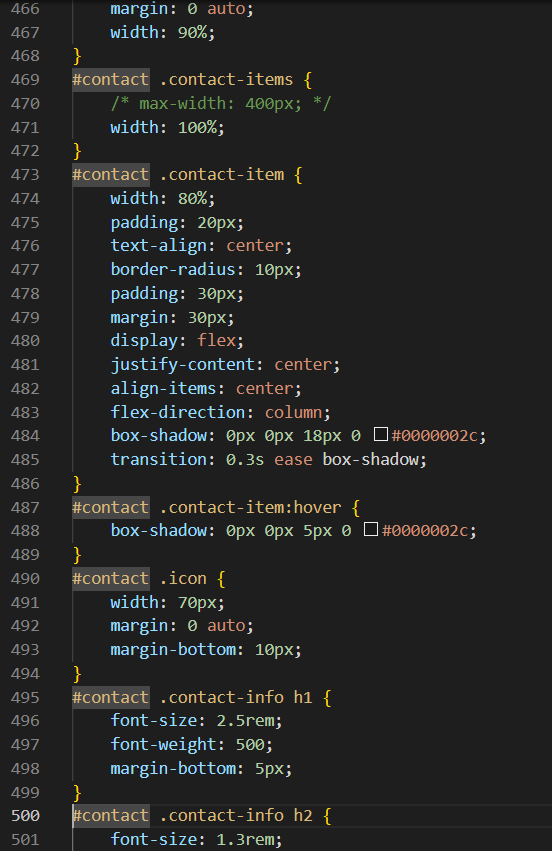 466 margin: 0 auto;
467 width: 90%;
468 }
469 #contact .contact-items {
470 /* max-width: 400px; */
471 width: 100%;
472 }
473 #contact .contact-item {
474 width: 80%;
475 padding: 20px;
476 text-align: center;
477 border-radius: 10px;
478 padding: 30px;
479 margin: 30px;
480 display: flex;
481 justify-content: center;
482 align-items: center;
483 flex-direction: column;
484 box-shadow: 0px 0px 18px 0 #0000002c;
485 transition: 0.3s ease box-shadow;
486 }
487 #contact .contact-item:hover {
488 box-shadow: 0px 0px 5px 0 #0000002c;
489 }
490 #contact .icon {
491 width: 70px;
492 margin: 0 auto;
493 margin-bottom: 10px;
494 }
495 #contact .contact-info h1 {
496 font-size: 2.5rem;
497 font-weight: 500;
498 margin-bottom: 5px;
499 }
500 #contact .contact-info h2 {
501 font-size: 1.3rem;